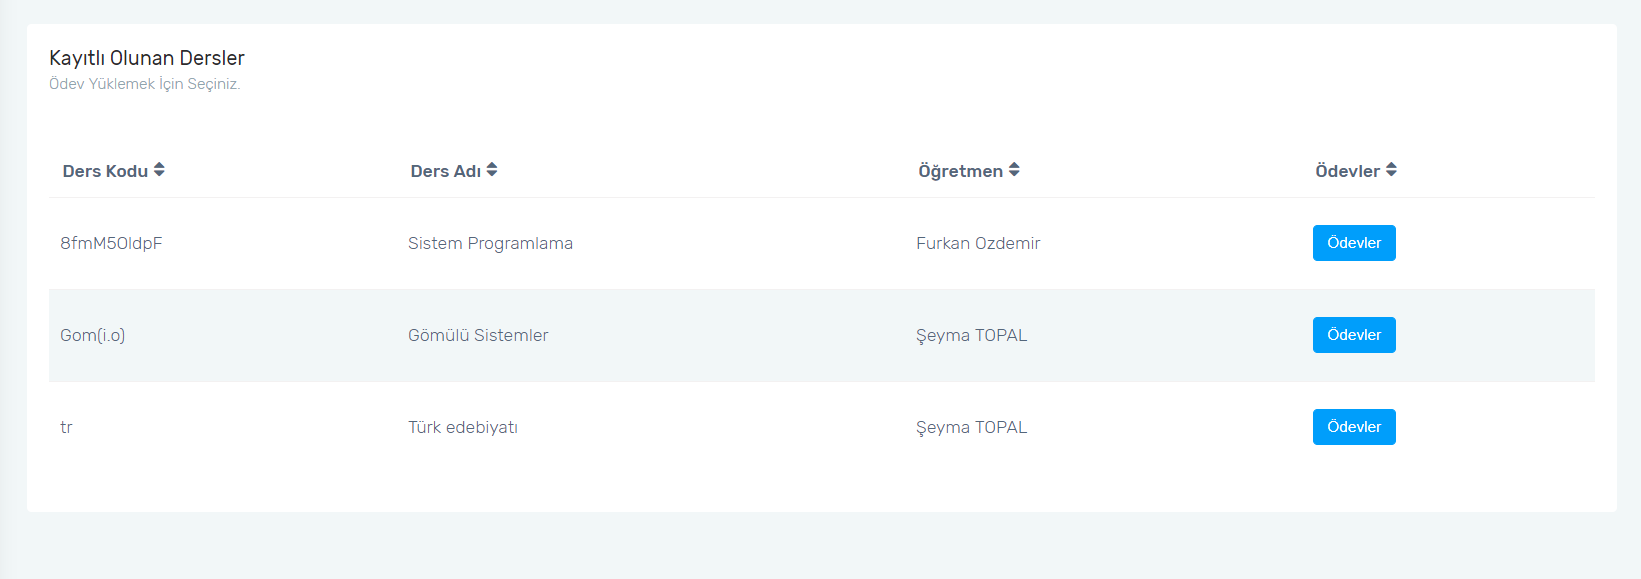 Kayıtlı Olunan Dersler
Ödev Yüklemek İçin Seçiniz.
Ders Kodu Ders Adı Öğretmen Ödevler
8fmM5OldpF Sistem Programlama Furkan Ozdemir Ödevler
Gom(i.o) Gömülü Sistemler Şeyma TOPAL Ödevler
tr Türk edebiyatı Şeyma TOPAL Ödevler